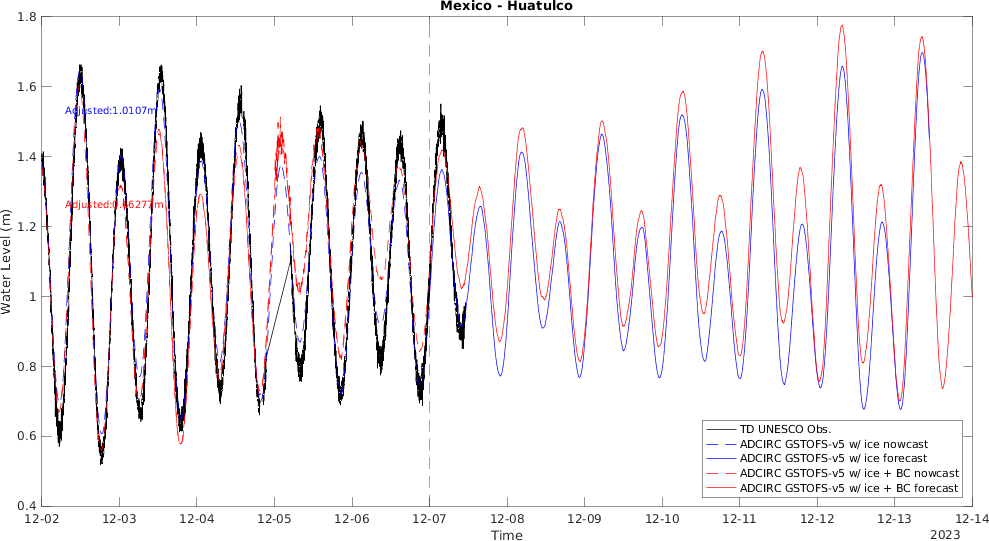 Mexico - Huatulco
Water Level (m)
1.8
1.6
1.4
1.2
1
0.8
0.6
0.4
Adjusted:1.0107m
Adjusted:0.86277m
TD UNESCO Obs.
ADCIRC GSTOFS-v5 w/ ice nowcast
ADCIRC GSTOFS-v5 w/ ice forecast
ADCIRC GSTOFS-v5 w/ ice + BC nowcast
ADCIRC GSTOFS-v5 w/ ice + BC forecast
12-02 12-03 12-04 12-05 12-06 12-07 12-08 12-09 12-10 12-11 12-12 12-13 12-14
Time
2023